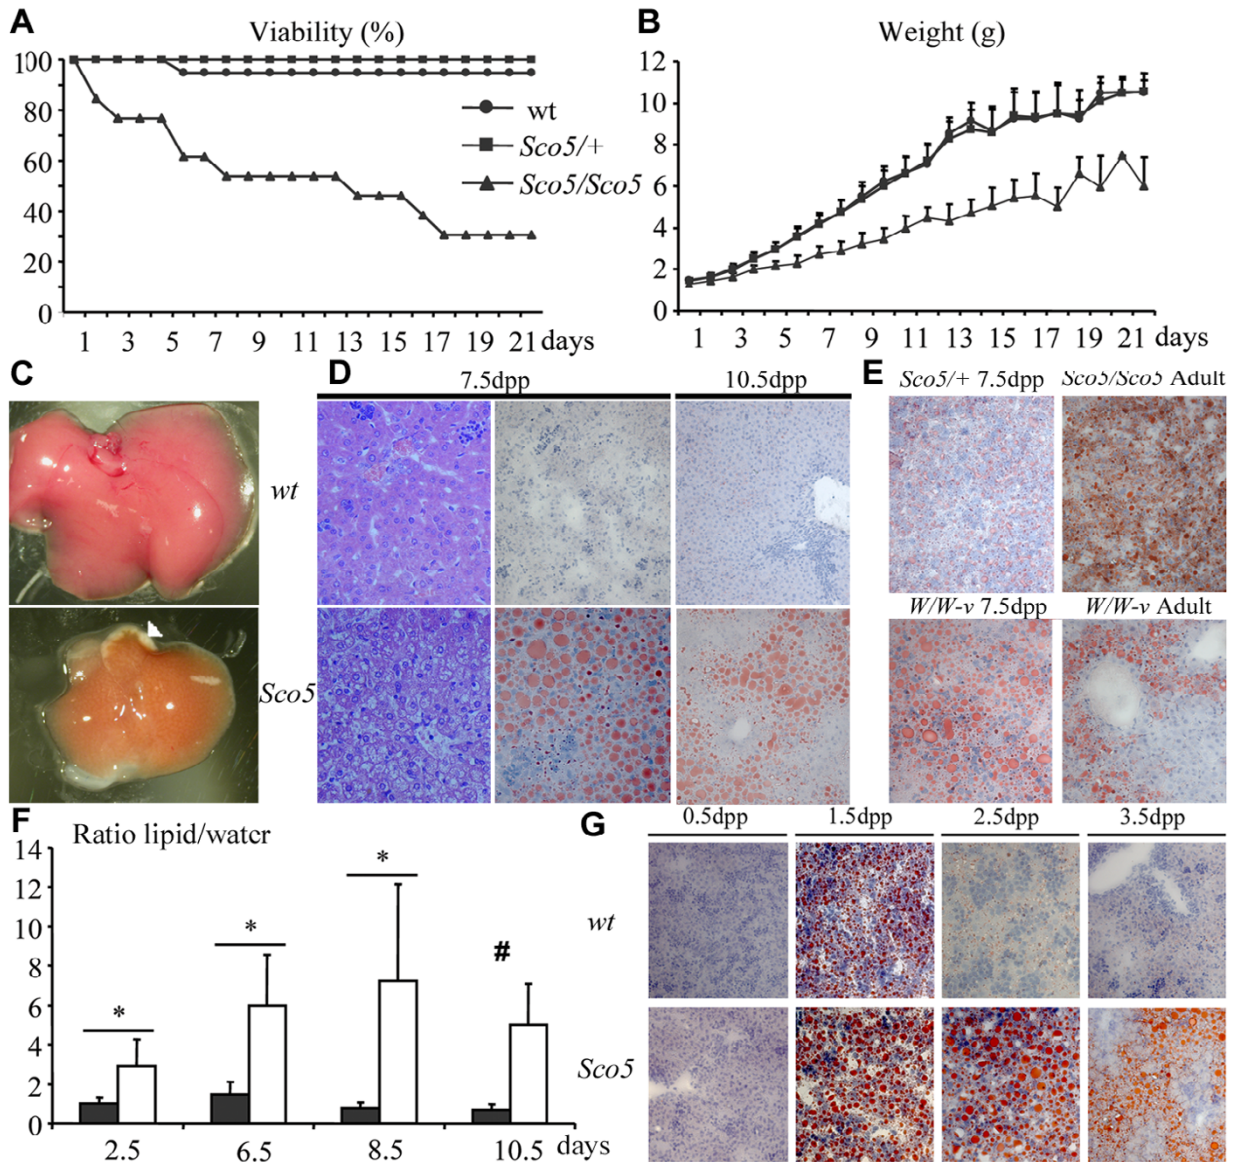 A
Viability (%)
100
80
60
40
20
0
wt
Sco5/+
Sco5/Sco5
1 3 5 7 9 11 13 15 17 19 21 days
B
Weight (g)
12
10
8
6
4
2
0
1 3 5 7 9 11 13 15 17 19 21 days
C
wt
Sco5
D
7.5dpp 10.5dpp
E
Sco5/+ 7.5dpp Sco5/Sco5 Adult
W/W-v 7.5dpp W/W-v Adult
F
Ratio lipid/water
14
12
10
8
6
4
2
0
* * * #
2.5 6.5 8.5 10.5 days
G
0.5dpp 1.5dpp 2.5dpp 3.5dpp
wt
Sco5